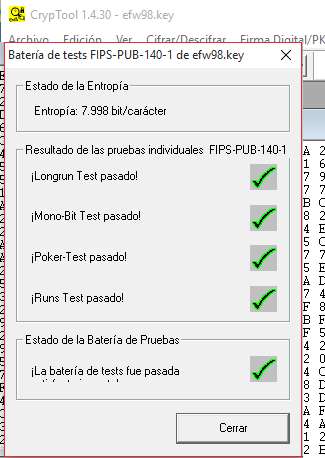 CrypTool 1.4.30 - efw98.key
Archivo Edición Ver Cifrar/Descifrar Firma Digital/PK
Batería de tests FIPS-PUB-140-1 de efw98.key
Estado de la Entropía
Entropía: 7.998 bit/carácter
Resultado de las pruebas individuales FIPS-PUB-140-1
¡Longrun Test pasado!
¡Mono-Bit Test pasado!
¡Poker-Test pasado!
¡Runs Test pasado!
Estado de la Batería de Pruebas
¡La batería de tests fue pasada
Cerrar